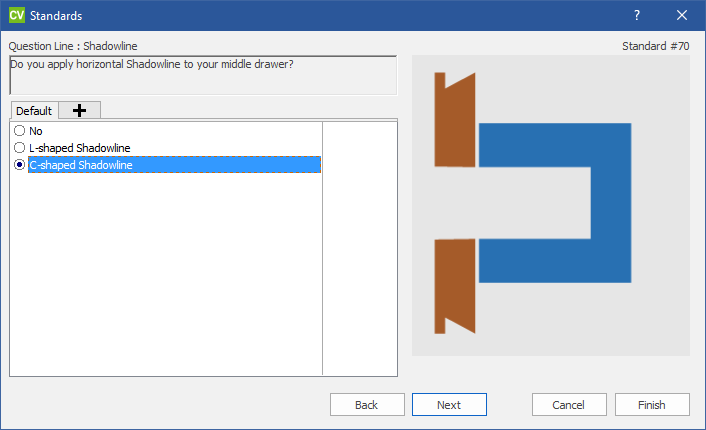 CV Standards ?
Question Line : Shadowline Standard #70
Do you apply horizontal Shadowline to your middle drawer?
Default
No
L-shaped Shadowline
C-shaped Shadowline
Back Next Cancel Finish